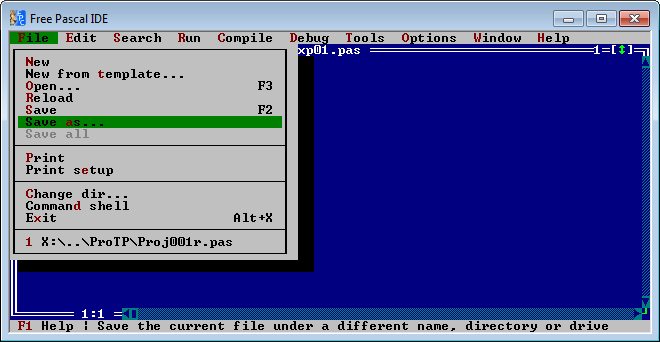 Free Pascal IDE
File Edit Search Run Compile Debug Tools Options Window Help
xp01.pas 1=[↕]
New
New from template...
Open... F3
Reload
Save F2
Save as...
Save all
Print
Print setup
Change dir...
Command shell
Exit Alt+X
1 X:\..\ProTP\Proj001r.pas
1:1
F1 Help ¦ Save the current file under a different name, directory or drive